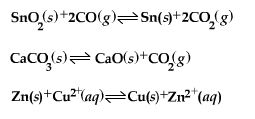 SnO₂(s)+2CO(g)⇌Sn(s)+2CO₂(g)
CaCO₃(s)⇌CaO(s)+CO₂(g)
Zn(s)+Cu²⁺(aq)⇌Cu(s)+Zn²⁺(aq)